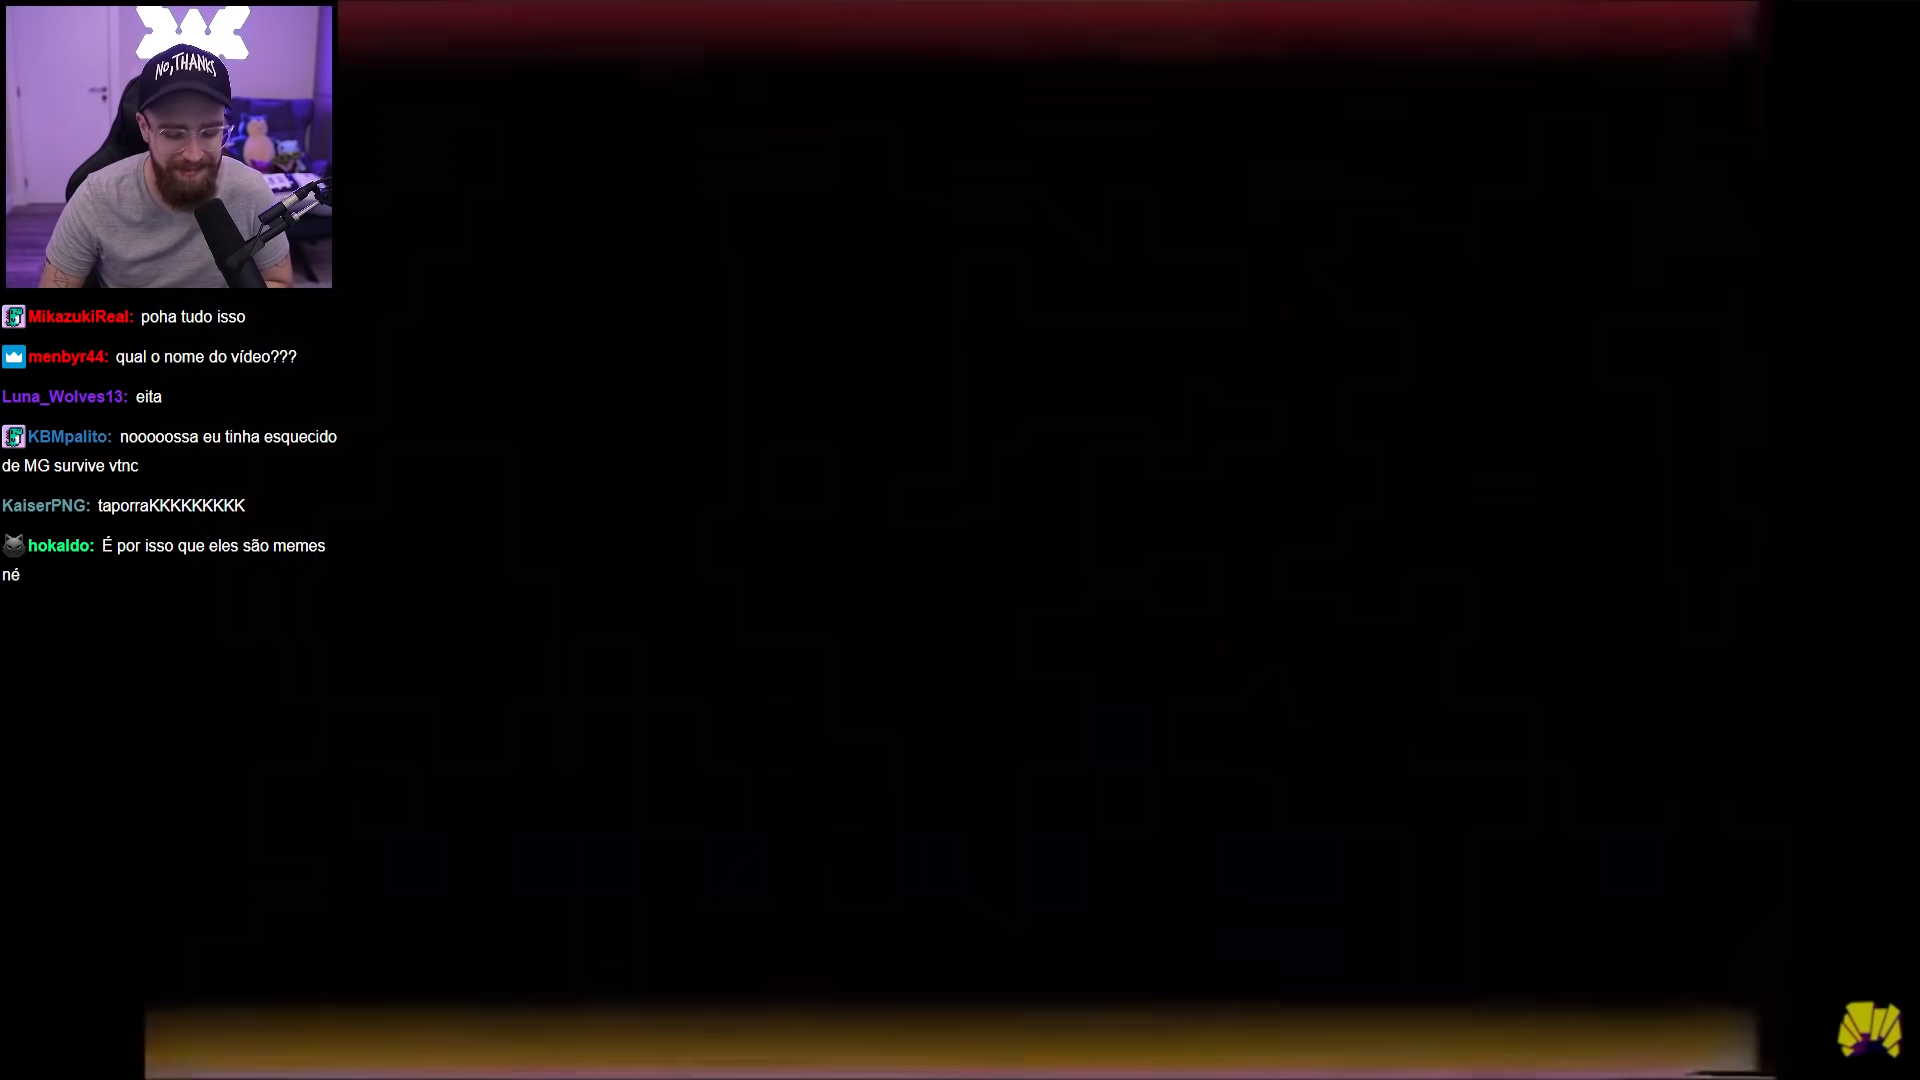 NO, THANKS
MikazukiReal: poha tudo isso
menbyr44: qual o nome do vídeo???
Luna_Wolves13: eita
KBMpalito: nooooossa eu tinha esquecido
de MG survive vtnc
KaiserPNG: taporraKKKKKKKKK
hokaldo: É por isso que eles são memes
né